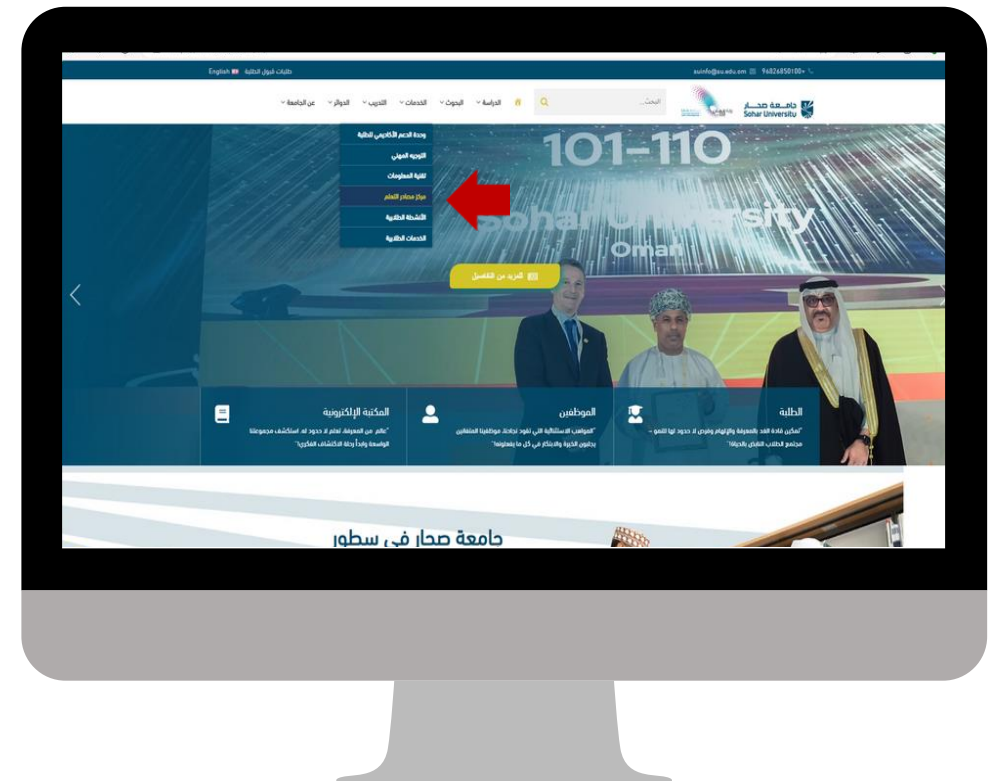 96826850100+
suinfo@su.edu.om
طلبات قبول الطلبة
English
جامعة صحار
Sohar University
البحث...
الدراسة
البحوث
الخدمات
التدريب
الدوائر
عن الجامعة
وحدة الدعم الأكاديمي للطلبة
التوجيه المهني
تقنية المعلومات
مركز مصادر التعلم
الأنشطة الطلابية
الخدمات الطلابية
101-110
Sohar University
Oman
المزيد من التفاصيل
الطلبة
"تمكين قادة الغد بالمعرفة والإلهام وفرص لا حدود لها للنمو –
مجتمع الطلاب النابض بالحياة!"
الموظفين
"المواهب الاستثنائية التي تقود نجاحنا، موظفينا المتفانين
يجلبون الخبرة والابتكار في كل ما يفعلونه!"
المكتبة الإلكترونية
"عالم من المعرفة، تعلم لا حدود له. استكشف مجموعتنا
الواسعة وابدأ رحلة الاكتشاف الفكري!"
جامعة صحار في سطور